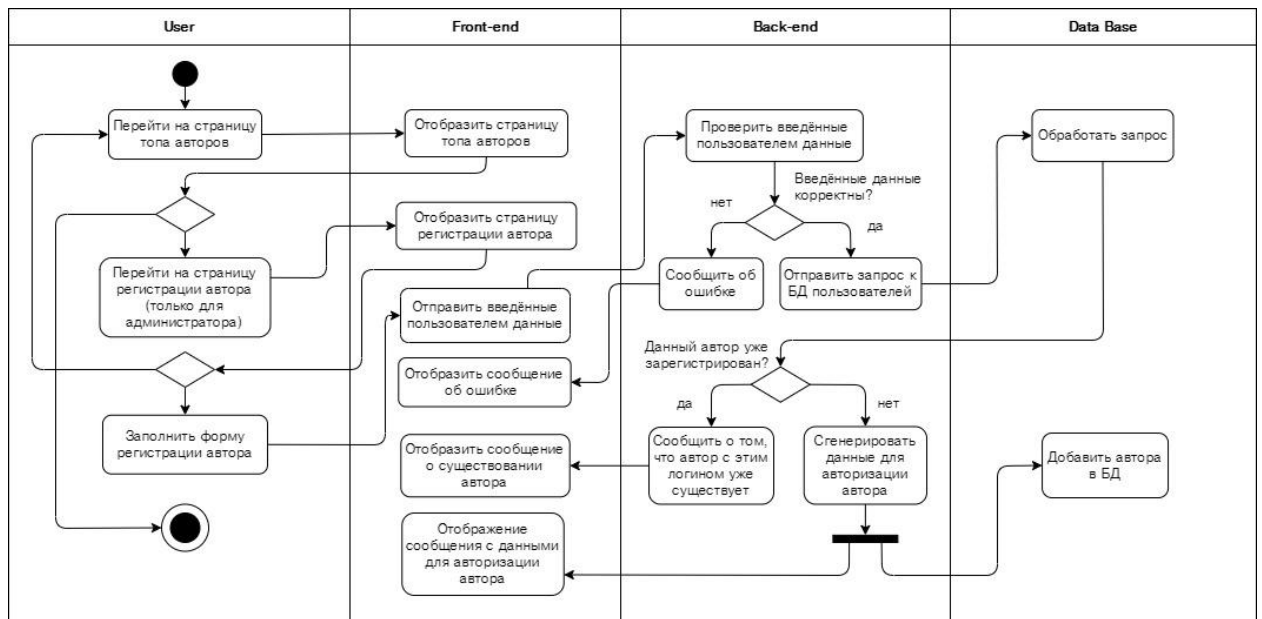 User
Front-end
Back-end
Data Base
Перейти на страницу
топа авторов
Отобразить страницу
топа авторов
Проверить введённые
пользователем данные
Обработать запрос
Введённые данные
корректны?
нет
да
Отобразить страницу
регистрации автора
Перейти на страницу
регистрации автора
(только для
администратора)
Сообщить об
ошибке
Отправить запрос к
БД пользователей
Отправить введённые
пользователем данные
Данный автор уже
зарегистрирован?
Отобразить сообщение
об ошибке
да
нет
Заполнить форму
регистрации автора
Отобразить сообщение
о существовании
автора
Сообщить о том,
что автор с этим
логином уже
существует
Сгенерировать
данные для
авторизации
автора
Добавить автора
в БД
Отображение
сообщения с данными
для авторизации
автора